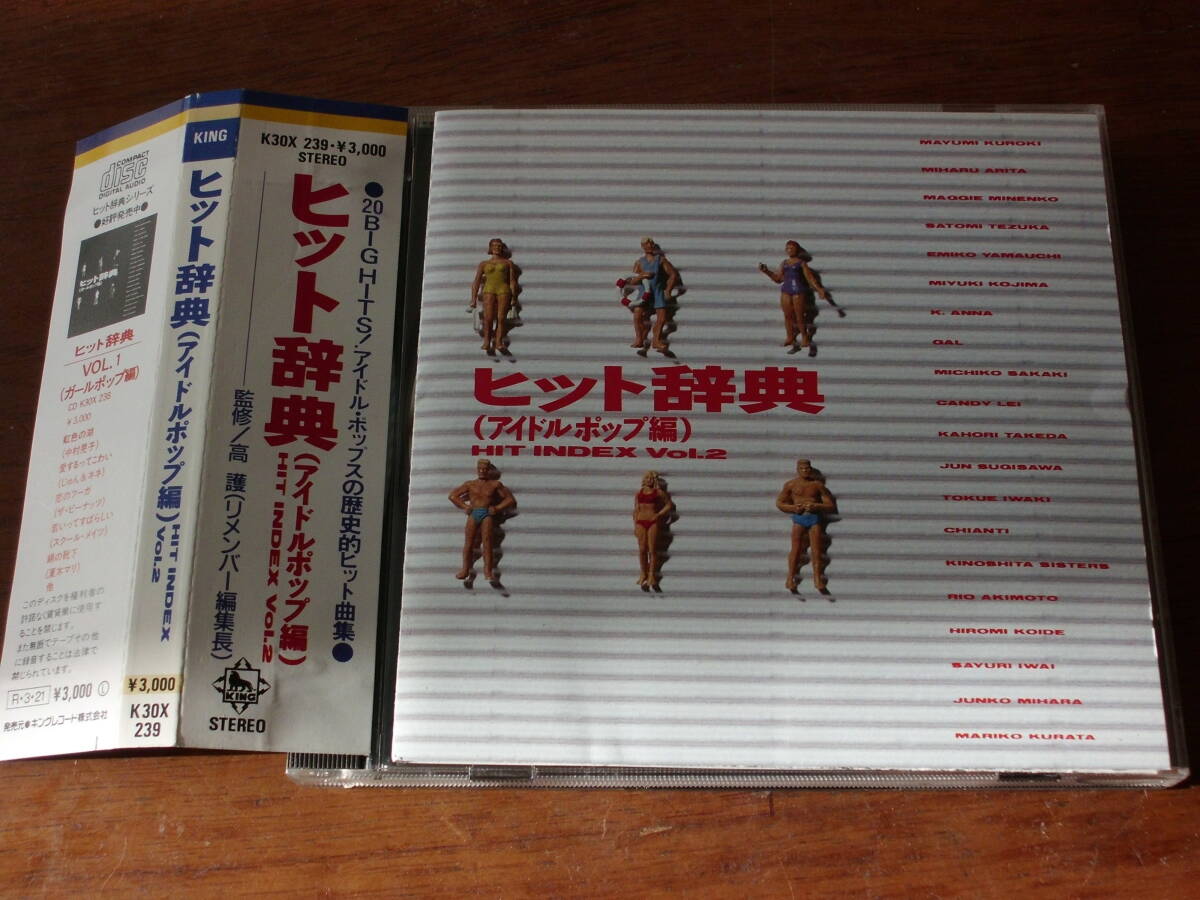 COMPACT
disc
DIGITAL AUDIO
ヒット辞典シリーズ
●好評発売中●
ヒット辞典
ヒット辞典
VOL.1
(ガールポップ編)
CD K30X 238
¥3,000
虹色の湖
(中村晃子)
愛するってこわい
(じゅん&ネネ)
恋のフーガ
(ザ・ピーナッツ)
若いってすばらしい
(スクール・メイツ)
絹の靴下
(夏木マリ)
他
このディスクを権利者の
許諾なく賃貸業に使用す
ることを禁じます。
また無断でテープその他
に録音することは法律で
禁じられています。
R・3・21 ¥3,000 Ⓛ
発売元●キングレコード株式会社
KING
ヒット辞典(アイドルポップ編)HIT INDEX Vol.2
¥3,000
K30X
239
K30X 239・¥3,000
STEREO
●20BIGHITS!アイドル・ポップスの歴史的ヒット曲集●
ヒット辞典(アイドルポップ編)
HIT INDEX Vol.2
監修/高 護(リメンバー編集長)
KING
STEREO
ヒット辞典
(アイドルポップ編)
HIT INDEX Vol.2
MAYUMI KUROKI
MIHARU ARITA
MAGGIE MINENKO
SATOMI TEZUKA
EMIKO YAMAUCHI
MIYUKI KOJIMA
K. ANNA
GAL
MICHIKO SAKAKI
CANDY LEI
KAHORI TAKEDA
JUN SUGISAWA
TOKUE IWAKI
CHIANTI
KINOSHITA SISTERS
RIO AKIMOTO
HIROMI KOIDE
SAYURI IWAI
JUNKO MIHARA
MARIKO KURATA